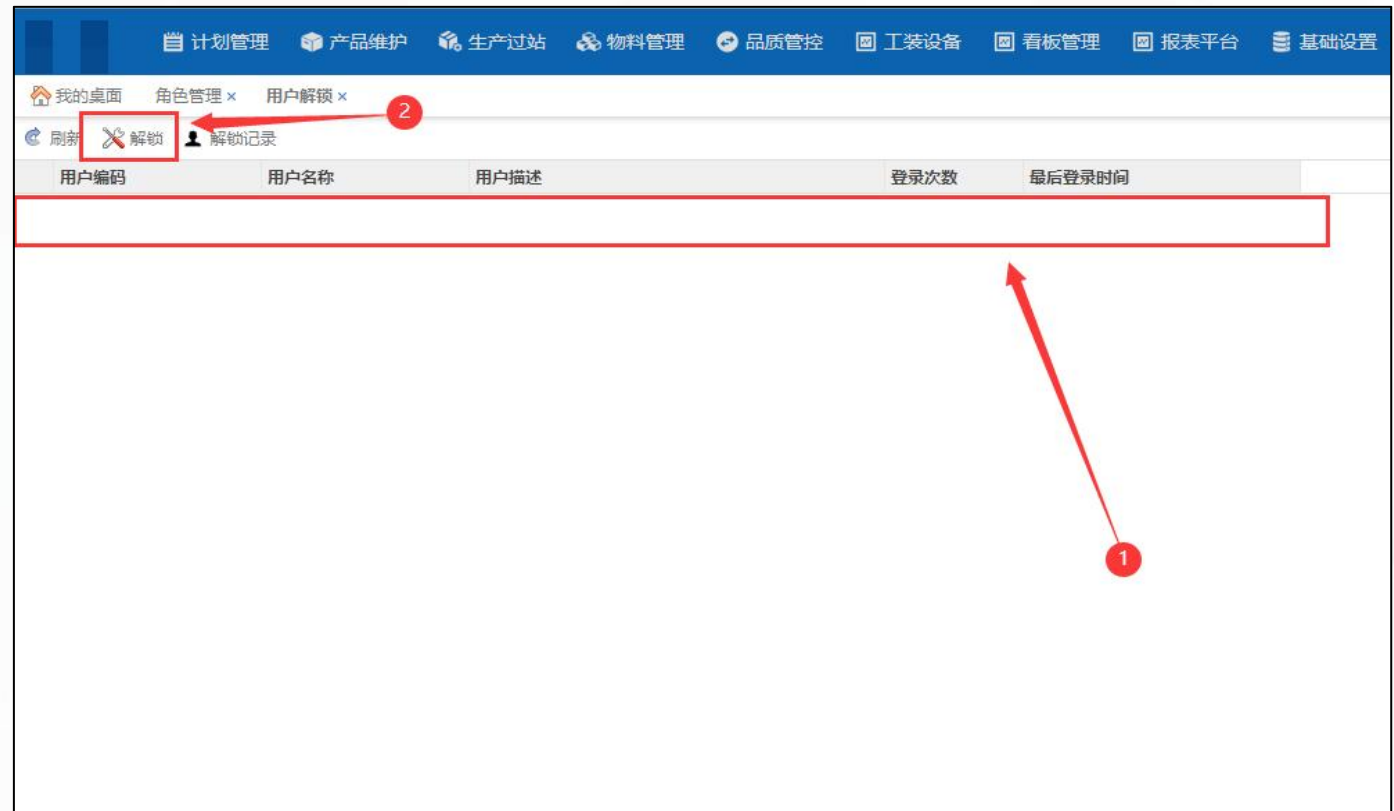 计划管理 产品维护 生产过站 物料管理 品质管控 工装设备 看板管理 报表平台 基础设置
我的桌面 角色管理 × 用户解锁 ×
2
刷新 解锁 解锁记录
用户编码 用户名称 用户描述 登录次数 最后登录时间
1